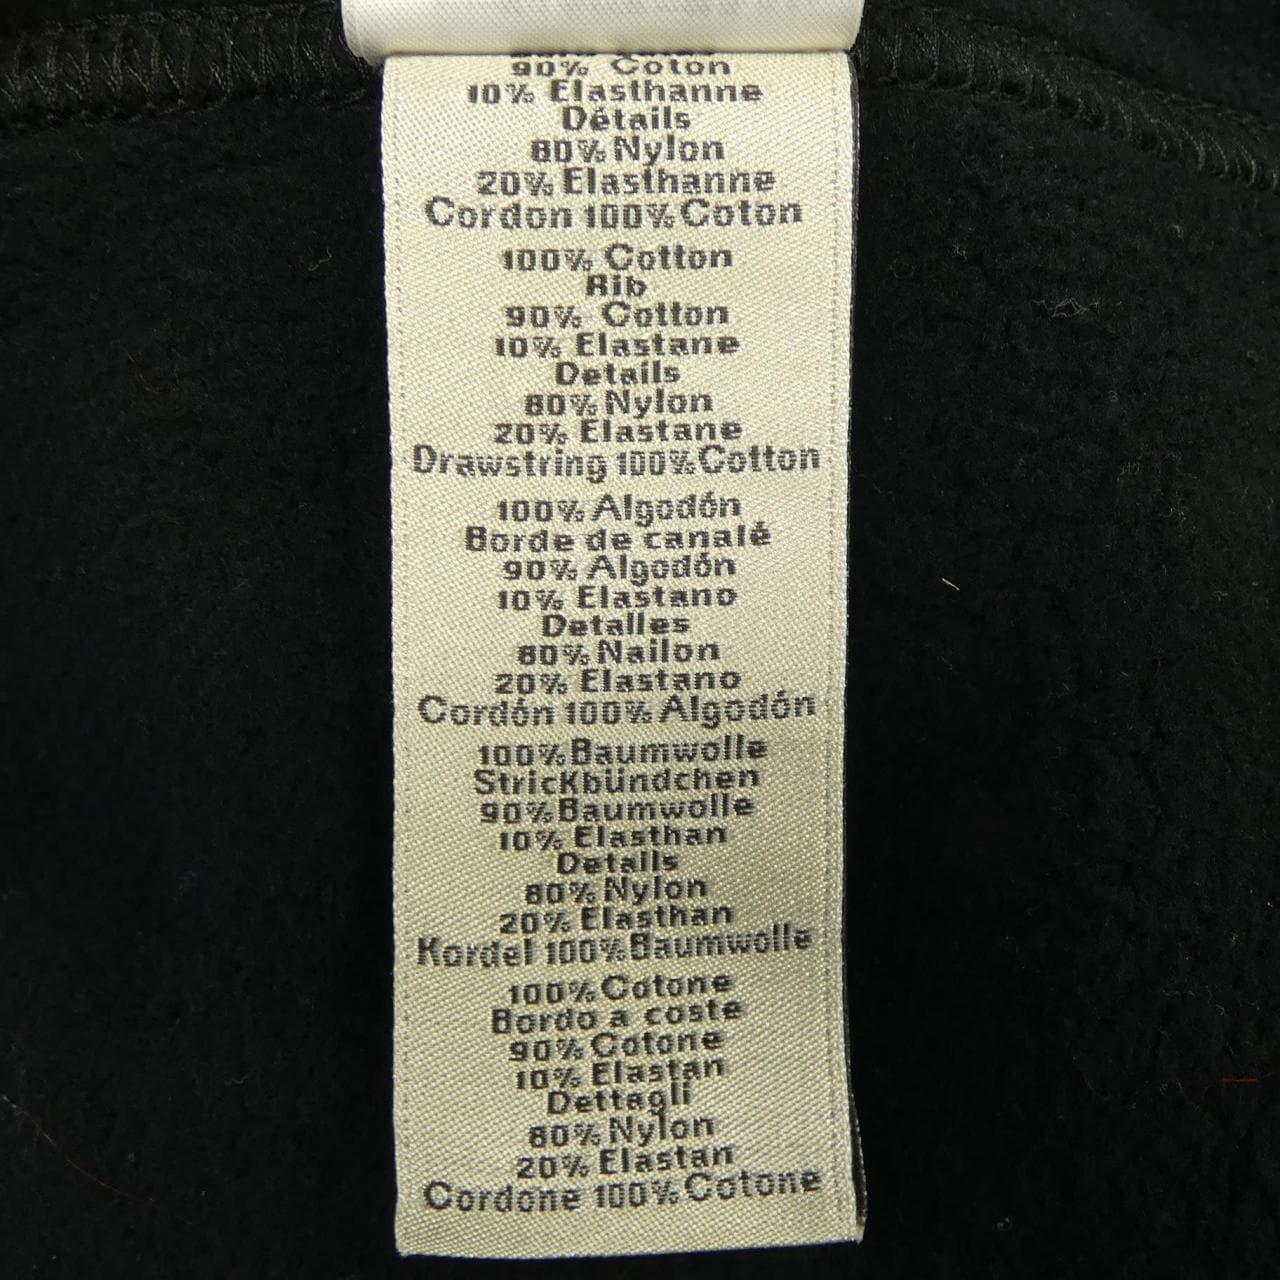 90% Coton
10% Elasthanne
Détails
80% Nylon
20% Elasthanne
Cordon 100% Coton
100% Cotton
Rib
90% Cotton
10% Elastane
Details
80% Nylon
20% Elastane
Drawstring 100% Cotton
100% Algodón
Borde de canalé
90% Algodón
10% Elastano
Detalles
80% Nailon
20% Elastano
Cordón 100% Algodón
100% Baumwolle
Strickbündchen
90% Baumwolle
10% Elasthan
Details
80% Nylon
20% Elasthan
Kordel 100% Baumwolle
100% Cotone
Bordo a coste
90% Cotone
10% Elastan
Dettagli
80% Nylon
20% Elastan
Cordone 100% Cotone